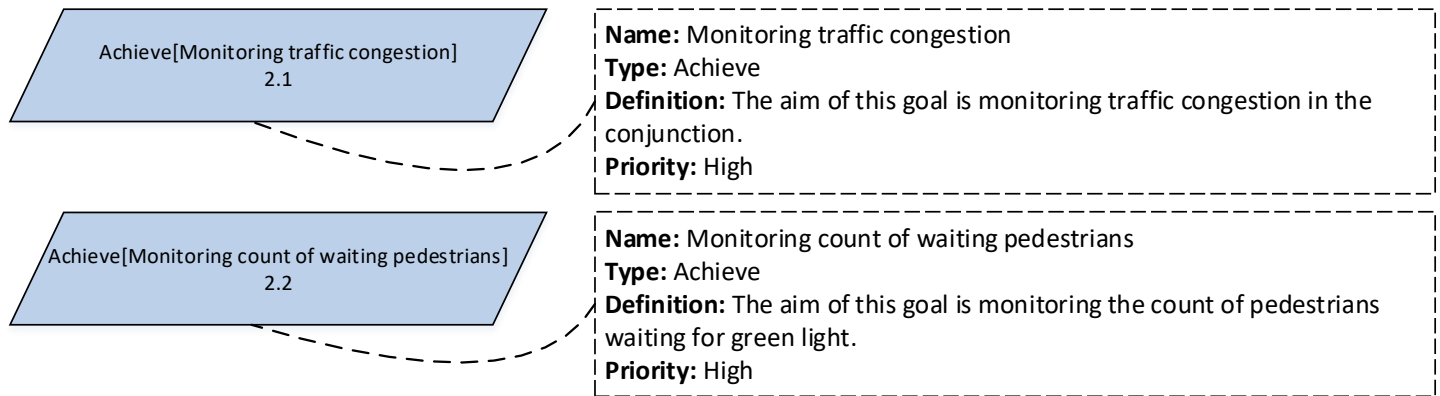 Achieve[Monitoring traffic congestion]
2.1
Name: Monitoring traffic congestion
Type: Achieve
Definition: The aim of this goal is monitoring traffic congestion in the
conjunction.
Priority: High
Achieve[Monitoring count of waiting pedestrians]
2.2
Name: Monitoring count of waiting pedestrians
Type: Achieve
Definition: The aim of this goal is monitoring the count of pedestrians
waiting for green light.
Priority: High